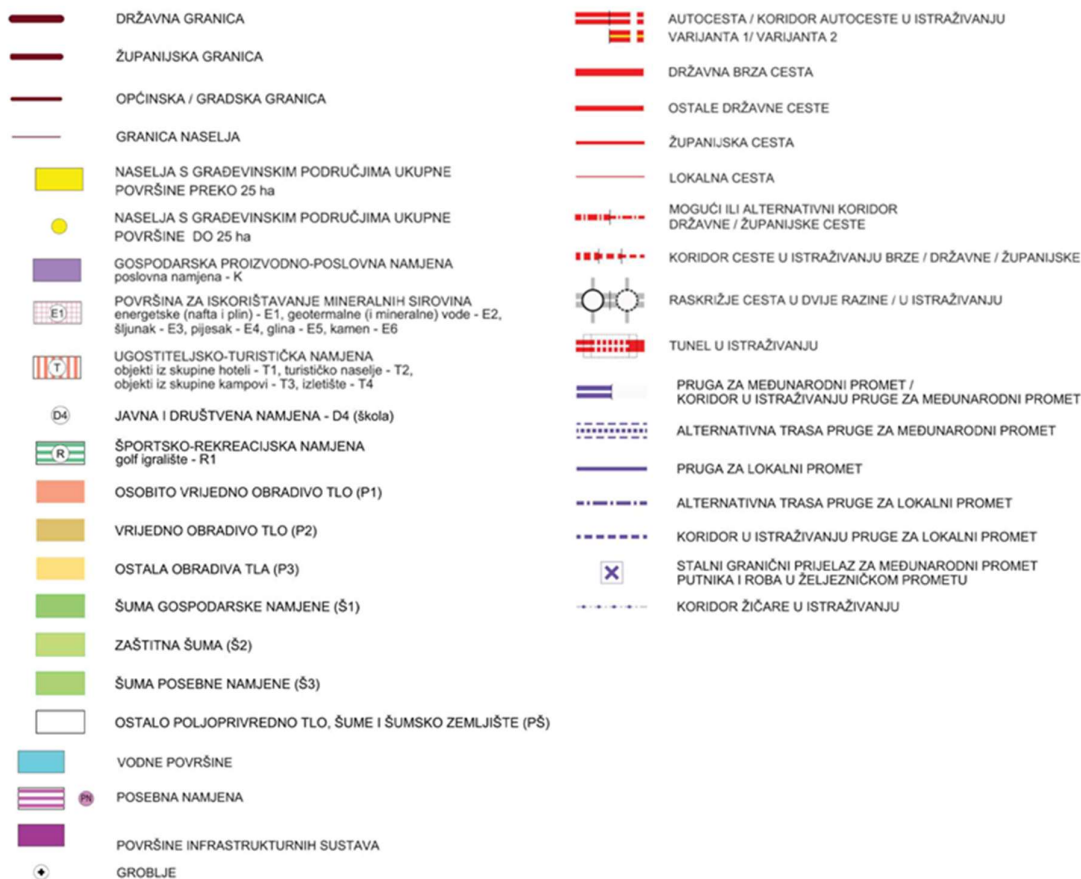 DRŽAVNA GRANICA
ŽUPANIJSKA GRANICA
OPĆINSKA / GRADSKA GRANICA
GRANICA NASELJA
NASELJA S GRAĐEVINSKIM PODRUČJIMA UKUPNE
POVRŠINE PREKO 25 ha
NASELJA S GRAĐEVINSKIM PODRUČJIMA UKUPNE
POVRŠINE DO 25 ha
GOSPODARSKA PROIZVODNO-POSLOVNA NAMJENA
poslovna namjena - K
E1
POVRŠINA ZA ISKORIŠTAVANJE MINERALNIH SIROVINA
energetske (nafta i plin) - E1, geotermalne (i mineralne) vode - E2,
šljunak - E3, pijesak - E4, glina - E5, kamen - E6
T
UGOSTITELJSKO-TURISTIČKA NAMJENA
objekti iz skupine hoteli - T1, turističko naselje - T2,
objekti iz skupine kampovi - T3, izletište - T4
D4
JAVNA I DRUŠTVENA NAMJENA - D4 (škola)
R
ŠPORTSKO-REKREACIJSKA NAMJENA
golf igralište - R1
OSOBITO VRIJEDNO OBRADIVO TLO (P1)
VRIJEDNO OBRADIVO TLO (P2)
OSTALA OBRADIVA TLA (P3)
ŠUMA GOSPODARSKE NAMJENE (Š1)
ZAŠTITNA ŠUMA (Š2)
ŠUMA POSEBNE NAMJENE (Š3)
OSTALO POLJOPRIVREDNO TLO, ŠUME I ŠUMSKO ZEMLJIŠTE (PŠ)
VODNE POVRŠINE
PN
POSEBNA NAMJENA
POVRŠINE INFRASTRUKTURNIH SUSTAVA
GROBLJE
AUTOCESTA / KORIDOR AUTOCESTE U ISTRAŽIVANJU
VARIJANTA 1/ VARIJANTA 2
DRŽAVNA BRZA CESTA
OSTALE DRŽAVNE CESTE
ŽUPANIJSKA CESTA
LOKALNA CESTA
MOGUĆI ILI ALTERNATIVNI KORIDOR
DRŽAVNE / ŽUPANIJSKE CESTE
KORIDOR CESTE U ISTRAŽIVANJU BRZE / DRŽAVNE / ŽUPANIJSKE
RASKRIŽJE CESTA U DVIJE RAZINE / U ISTRAŽIVANJU
TUNEL U ISTRAŽIVANJU
PRUGA ZA MEĐUNARODNI PROMET /
KORIDOR U ISTRAŽIVANJU PRUGE ZA MEĐUNARODNI PROMET
ALTERNATIVNA TRASA PRUGE ZA MEĐUNARODNI PROMET
PRUGA ZA LOKALNI PROMET
ALTERNATIVNA TRASA PRUGE ZA LOKALNI PROMET
KORIDOR U ISTRAŽIVANJU PRUGE ZA LOKALNI PROMET
STALNI GRANIČNI PRIJELAZ ZA MEĐUNARODNI PROMET
PUTNIKA I ROBA U ŽELJEZNIČKOM PROMETU
KORIDOR ŽIČARE U ISTRAŽIVANJU